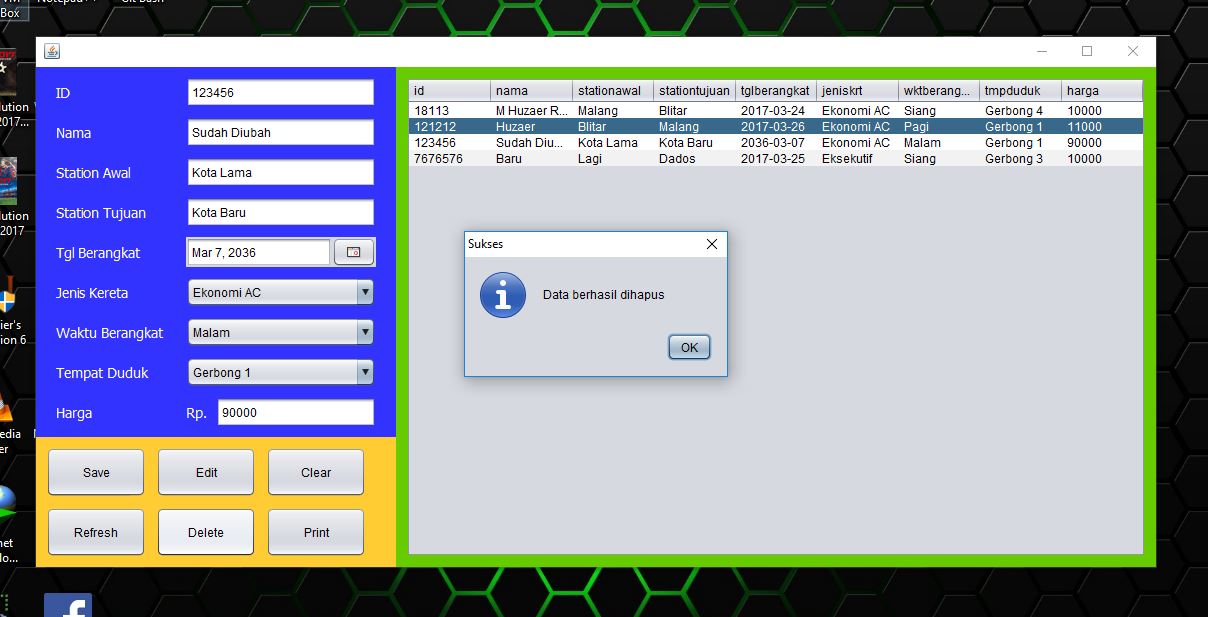 VM
Box
Notepad++
Git Bash
lution
2017...
lution
2017
ier's
ion 6
edia
er
net
lo...
ID
123456
Nama
Sudah Diubah
Station Awal
Kota Lama
Station Tujuan
Kota Baru
Tgl Berangkat
Mar 7, 2036
Jenis Kereta
Ekonomi AC
Waktu Berangkat
Malam
Tempat Duduk
Gerbong 1
Harga Rp. 90000
Save Edit Clear
Refresh Delete Print
id nama stationawal stationtujuan tglberangkat jeniskrt wktberang... tmpduduk harga
18113 M Huzaer R... Malang Blitar 2017-03-24 Ekonomi AC Siang Gerbong 4 10000
121212 Huzaer Blitar Malang 2017-03-26 Ekonomi AC Pagi Gerbong 1 11000
123456 Sudah Diu... Kota Lama Kota Baru 2036-03-07 Ekonomi AC Malam Gerbong 1 90000
7676576 Baru Lagi Dados 2017-03-25 Eksekutif Siang Gerbong 3 10000
Sukses
Data berhasil dihapus
OK